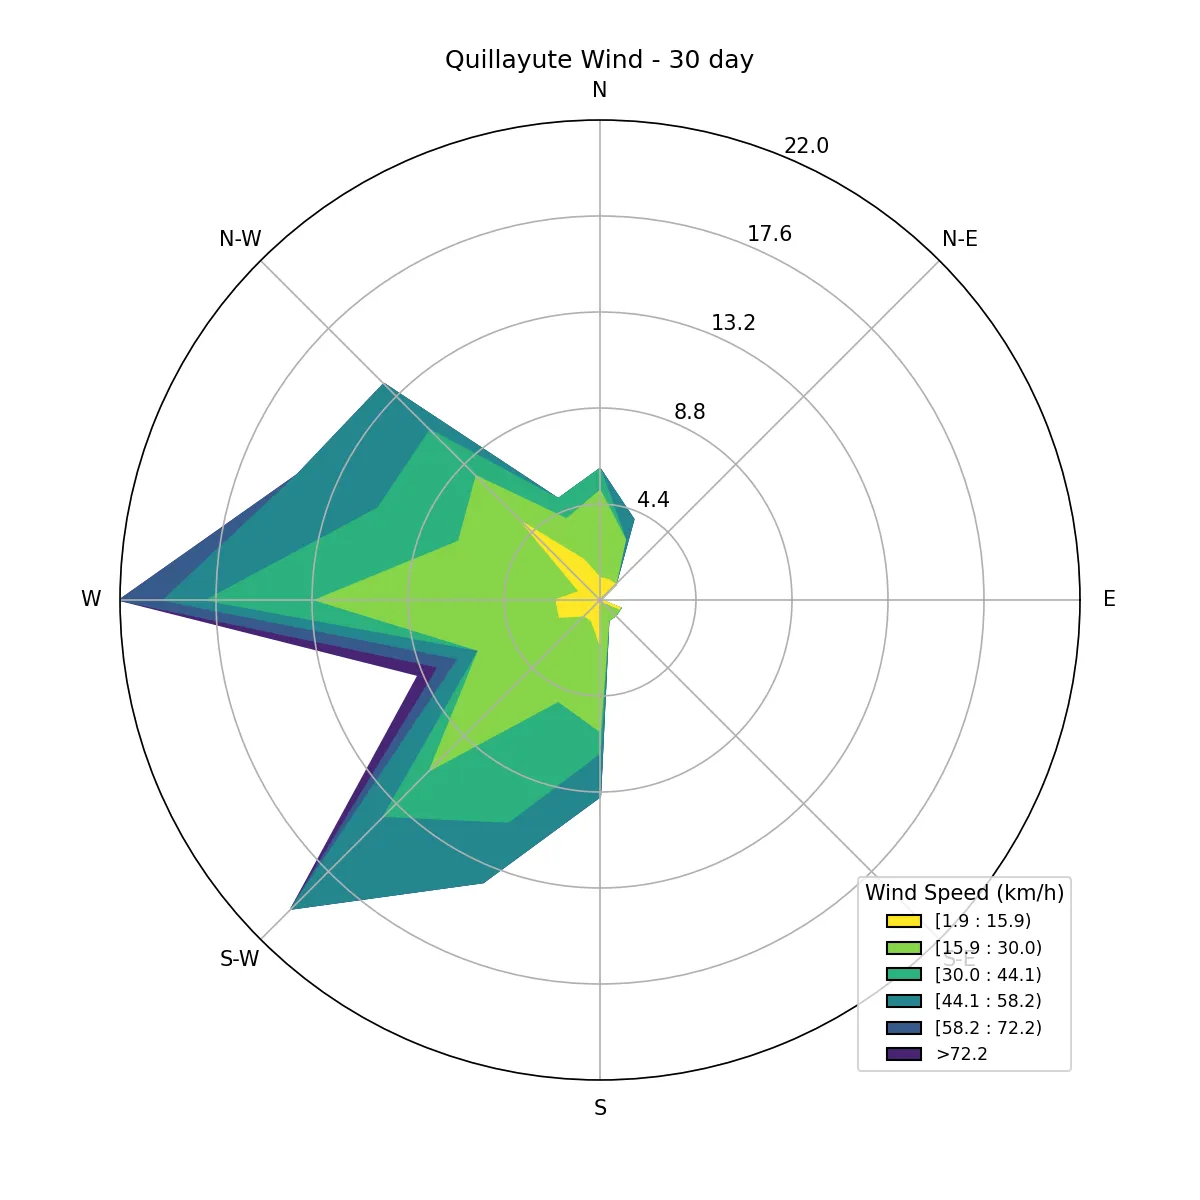 Quillayute Wind - 30 day
N
22.0
N-W
17.6
N-E
13.2
8.8
4.4
W
E
Wind Speed (km/h)
[1.9 : 15.9)
[15.9 : 30.0)
S-W
S-E
[30.0 : 44.1)
[44.1 : 58.2)
[58.2 : 72.2)
>72.2
S